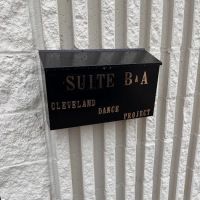 SUITE B&A
CLEVELAND
DANCE
PROJECT